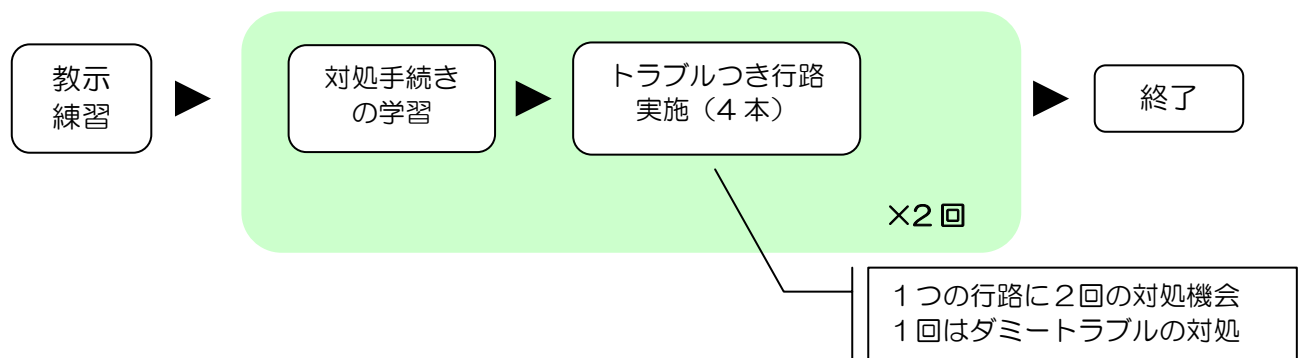 教示
練習
対処手続き
の学習
トラブルつき行路
実施（4 本）
×2 回
終了
1 つの行路に 2 回の対処機会
1 回はダミートラブルの対処